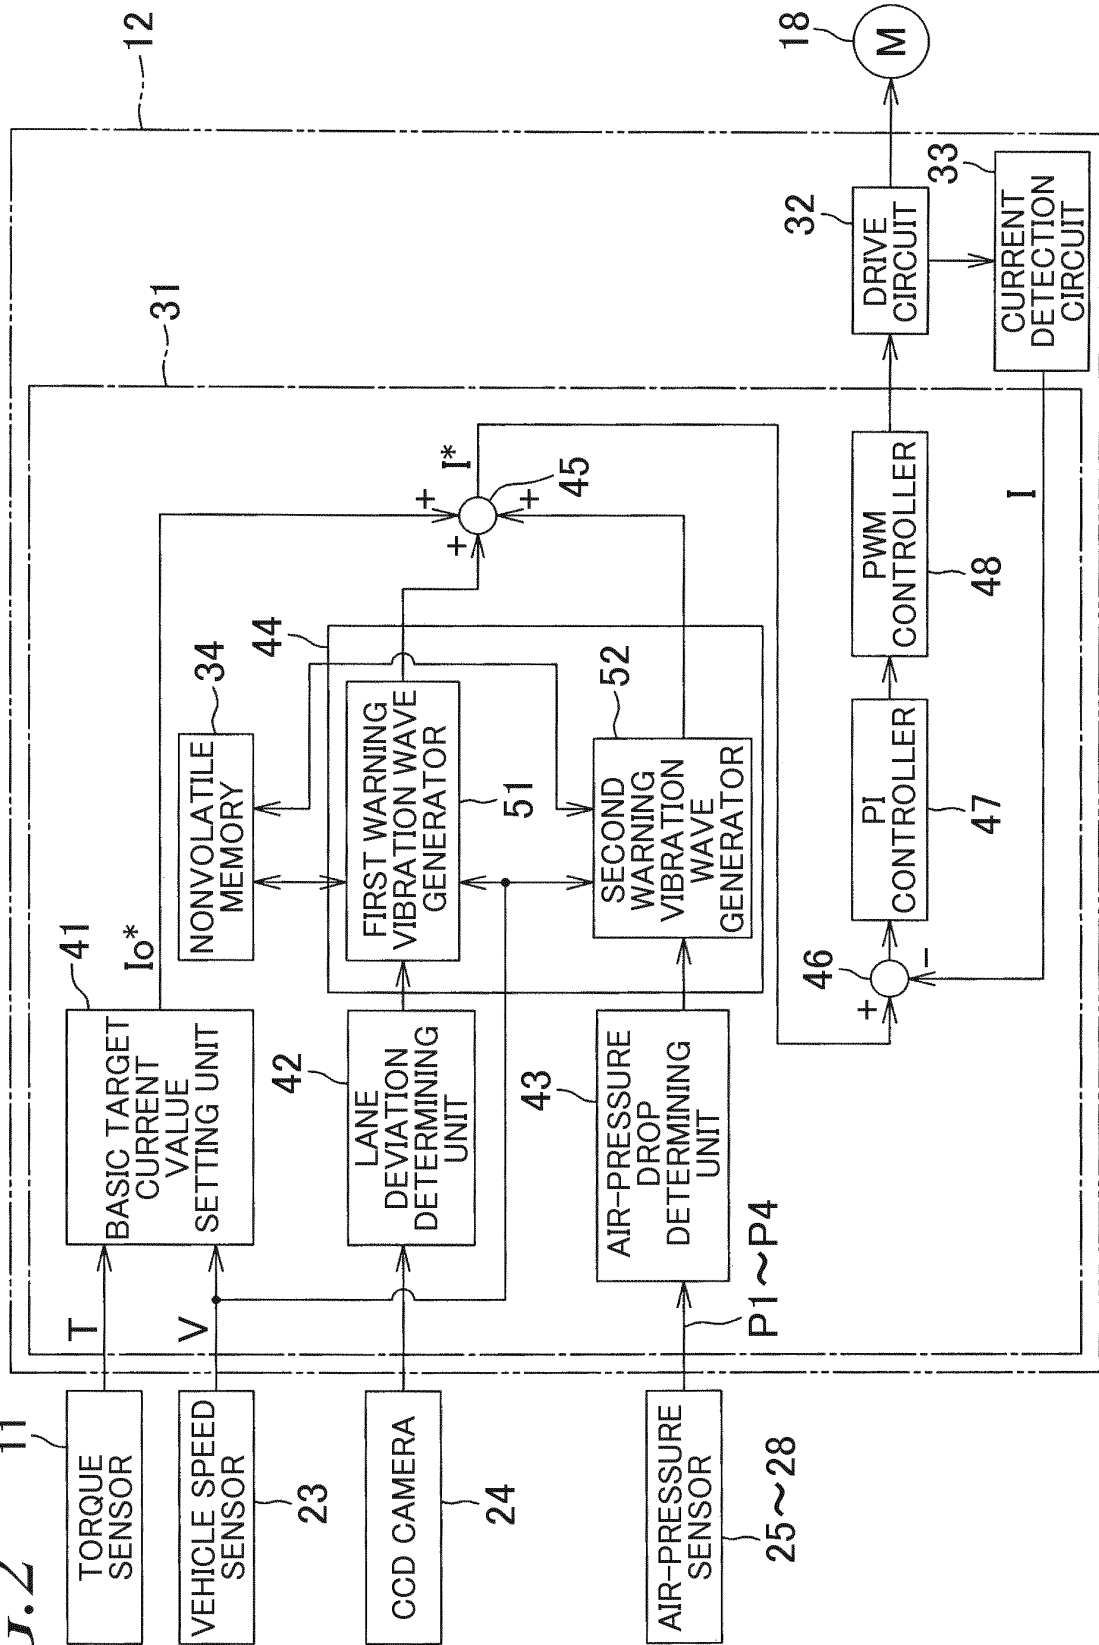 G.2
11
TORQUE
SENSOR
T
VEHICLE SPEED
SENSOR
23
V
CCD CAMERA
24
AIR-PRESSURE
SENSOR
25~28
P1~P4
12
31
41
BASIC TARGET
CURRENT
VALUE
SETTING UNIT
Io*
42
LANE
DEVIATION
DETERMINING
UNIT
43
AIR-PRESSURE
DROP
DETERMINING
UNIT
34
NONVOLATILE
MEMORY
44
FIRST WARNING
VIBRATION WAVE
GENERATOR
51
52
SECOND
WARNING
VIBRATION
WAVE
GENERATOR
+
+
+
I*
45
46
+
−
PI
CONTROLLER
47
PWM
CONTROLLER
48
I
32
DRIVE
CIRCUIT
33
CURRENT
DETECTION
CIRCUIT
18
M